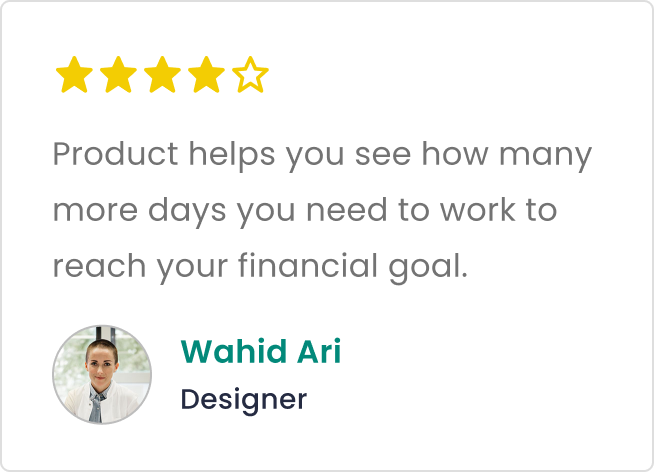 Product helps you see how many
more days you need to work to
reach your financial goal.
Wahid Ari
Designer